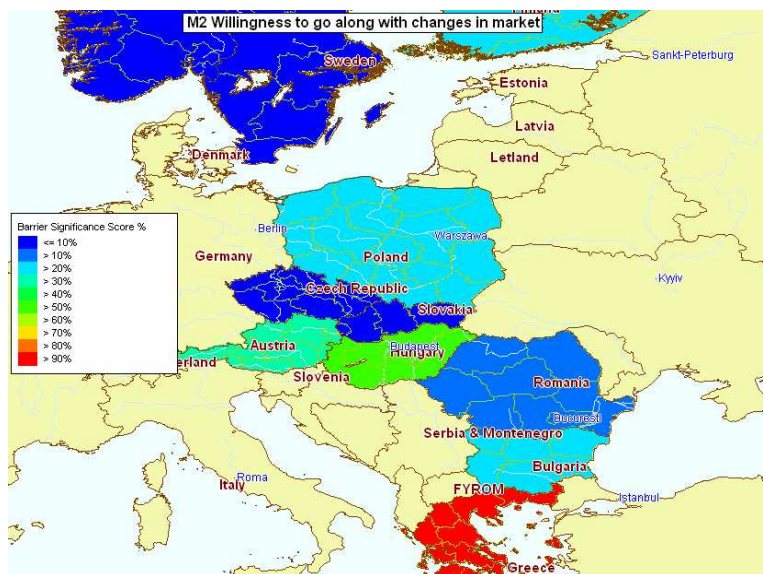 M2 Willingness to go along with changes in market
Finland
Sweden
Sankt-Peterburg
Estonia
Latvia
Denmark
Letland
Barrier Significance Score %
<= 10%
> 10%
> 20%
> 30%
> 40%
> 50%
> 60%
> 70%
> 80%
> 90%
Berlin
Warszawa
Germany
Poland
Kyyiv
Czech Republic
Slovakia
Austria
Budapest
Hungary
erland
Slovenia
Romania
Bucuresti
Serbia & Montenegro
Bulgaria
Roma
Italy
FYROM
Istanbul
Greece